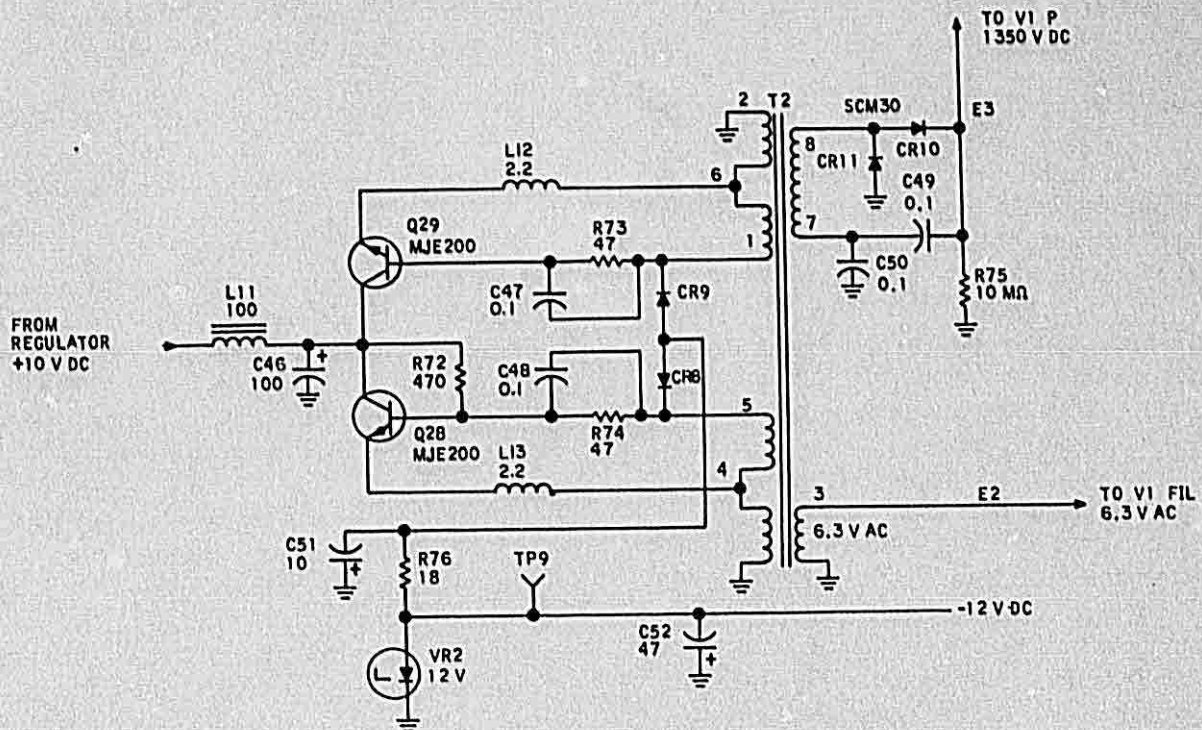 TO V1 P
1350 V DC
2
T2
SCM30
E3
8
CR11
CR10
L12
2.2
6
C49
0.1
Q29
MJE200
R73
47
1
7
L11
100
C47
0.1
CR9
C50
0.1
R75
10 MΩ
FROM
REGULATOR
+10 V DC
C46
100
+
R72
470
C48
0.1
CR8
5
R74
47
Q28
MJE200
L13
2.2
4
3
E2
TO V1 FIL
6.3 V AC
6.3 V AC
C51
10
+
R76
18
TP9
-12 V DC
C52
47
+
VR2
12 V